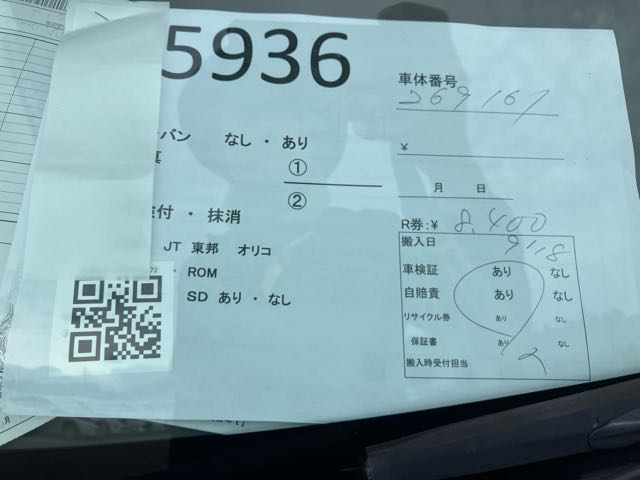 5936
車体番号
269167
ンバン なし ・ あり
¥
真 ①
②
月 日
付 ・ 抹消
R券:¥ 8,400
JT 東邦 オリコ
搬入日 9/18
・ ROM
車検証 あり なし
SD あり ・ なし
自賠責 あり なし
リサイクル券 あり なし
保証書 あり なし
搬入時受付担当